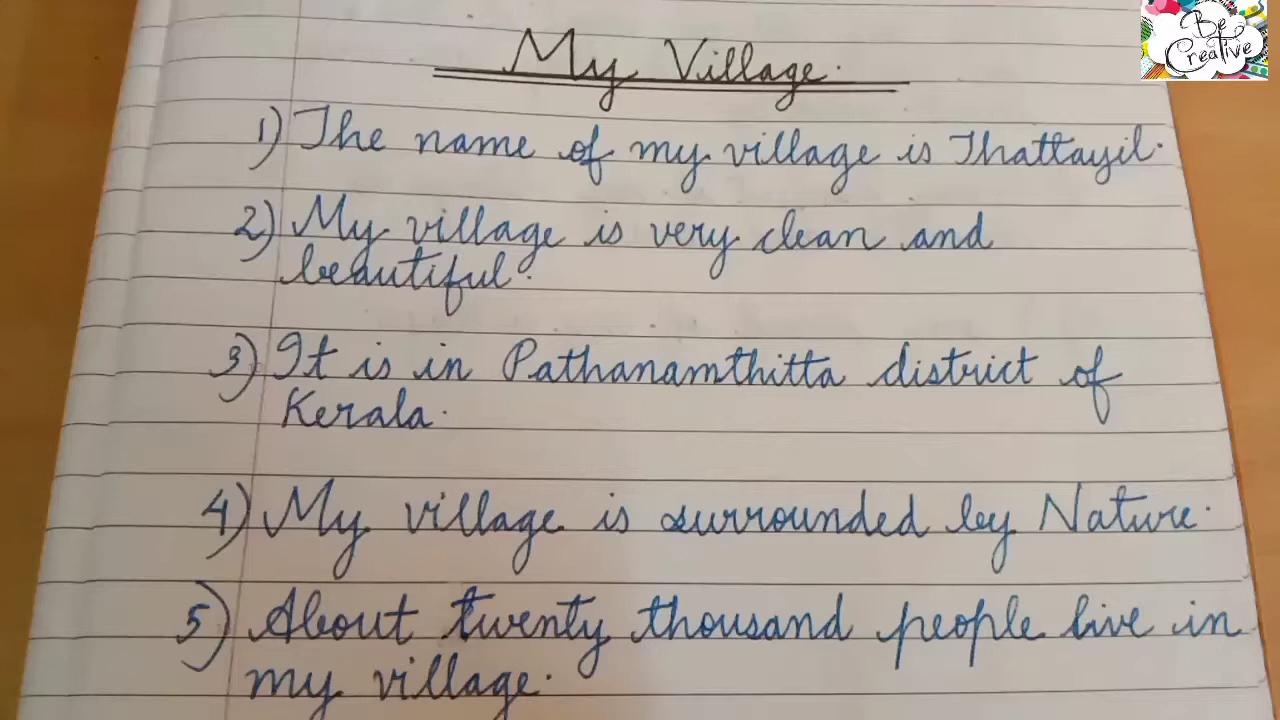 Be
Creative
My Village.
1) The name of my village is Thattayil.
2) My village is very clean and
beautiful.
3) It is in Pathanamthitta district of
Kerala.
4) My village is surrounded by Nature.
5) About twenty thousand people live in
my village.